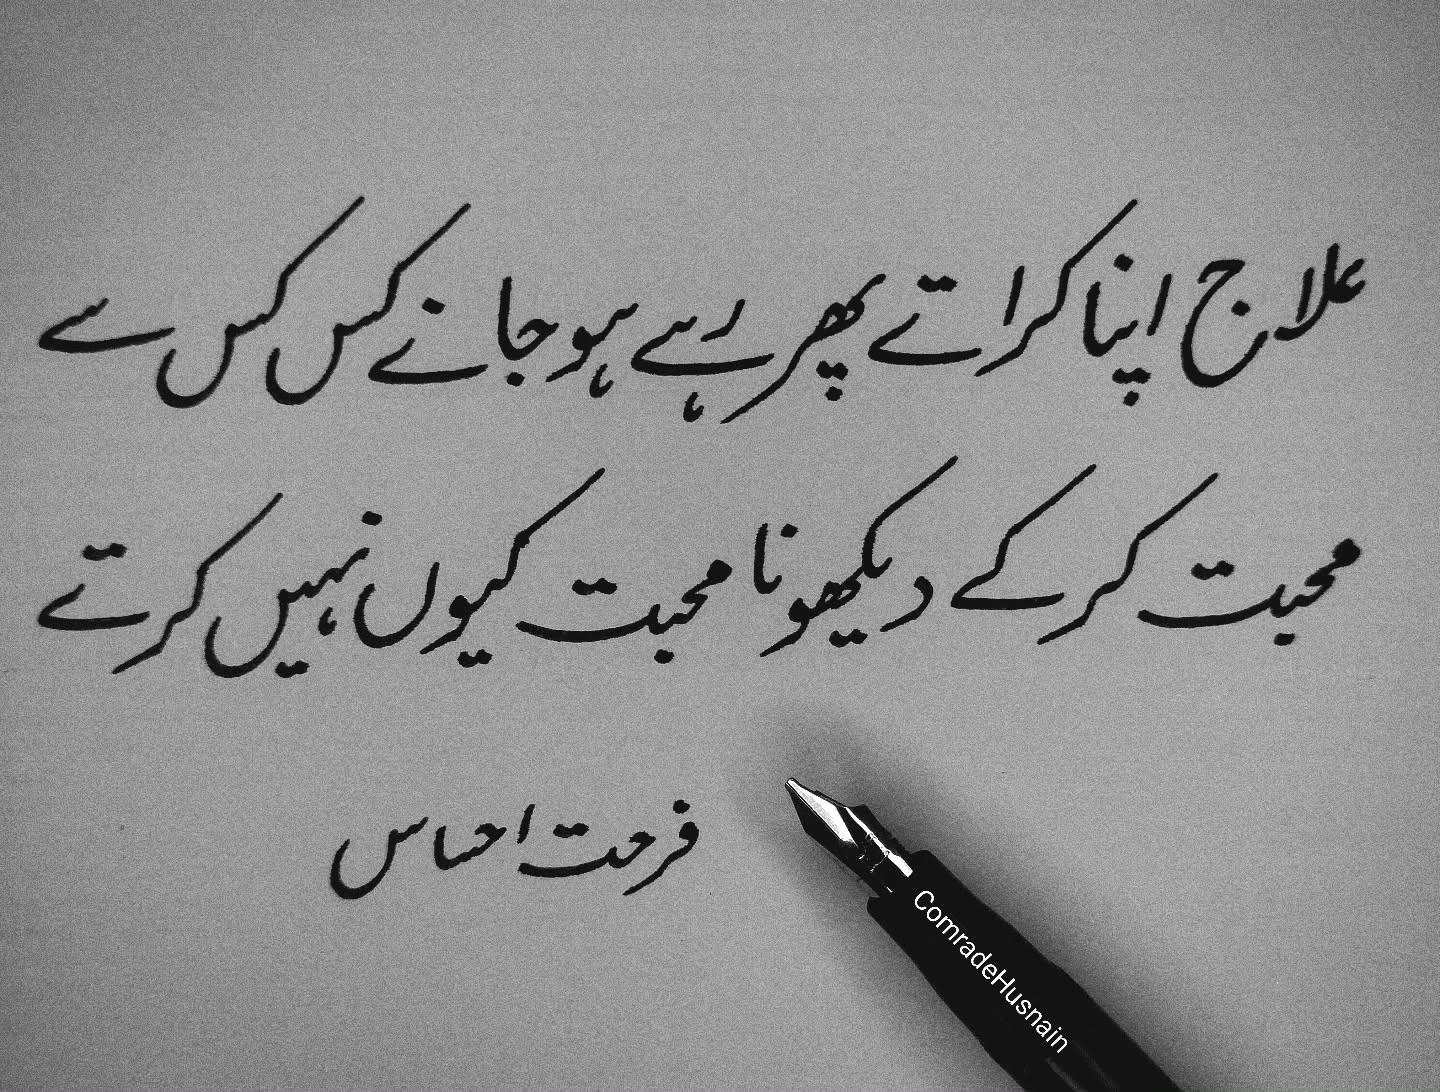 علاج اپنا کراتے پھر رہے ہو جانے کس کس سے
محبت کر کے دیکھو نا محبت کیوں نہیں کرتے
فرحت احساس
ComradeHusnain